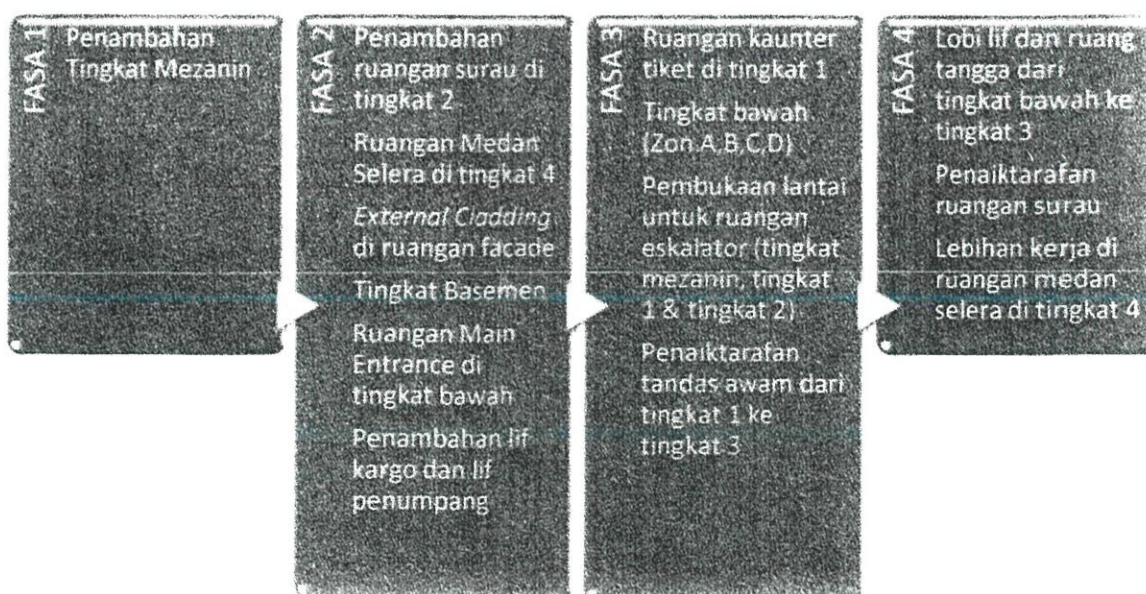 FASA 1
Penambahan
Tingkat Mezanin
FASA 2
Penambahan
ruangan surau di
tingkat 2
Ruangan Medan
Selera di tingkat 4
External Cladding
di ruangan facade
Tingkat Basemen
Ruangan Main
Entrance di
tingkat bawah
Penambahan lif
kargo dan lif
penumpang
FASA 3
Ruangan kaunter
tiket di tingkat 1
Tingkat bawah
(Zon A,B,C,D)
Pembukaan lantai
untuk ruangan
eskalator (tingkat
mezanin, tingkat
1 & tingkat 2)
Penaiktarafan
tandas awam dari
tingkat 1 ke
tingkat 3
FASA 4
Lobi lif dan ruang
tangga dari
tingkat bawah ke
tingkat 3
Penaiktarafan
ruangan surau
Lebihan kerja di
ruangan medan
selera di tingkat 4